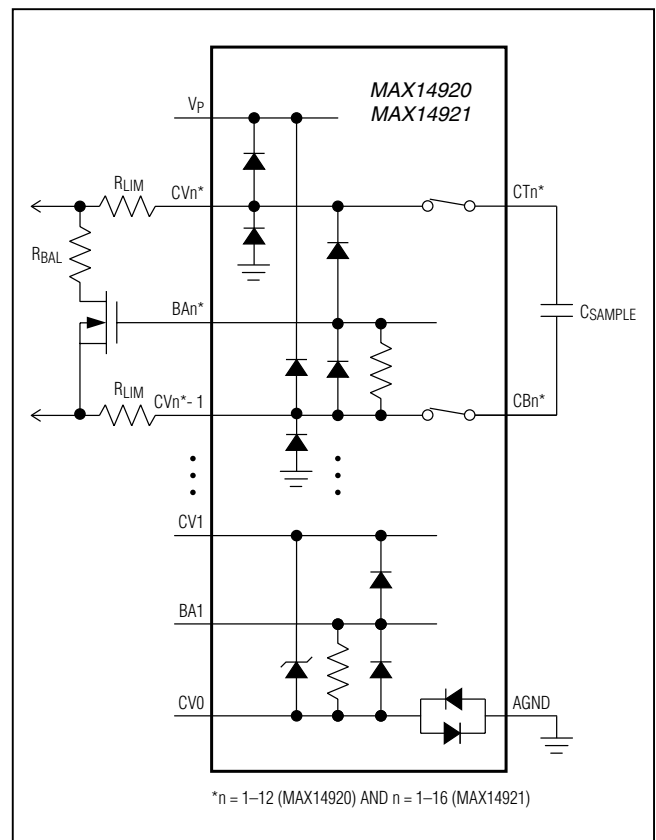 MAX14920
MAX14921
VP
RLIM
CVn*
CTn*
RBAL
BAn*
CSAMPLE
RLIM
CVn*- 1
CBn*
CV1
BA1
CV0
AGND
*n = 1–12 (MAX14920) AND n = 1–16 (MAX14921)